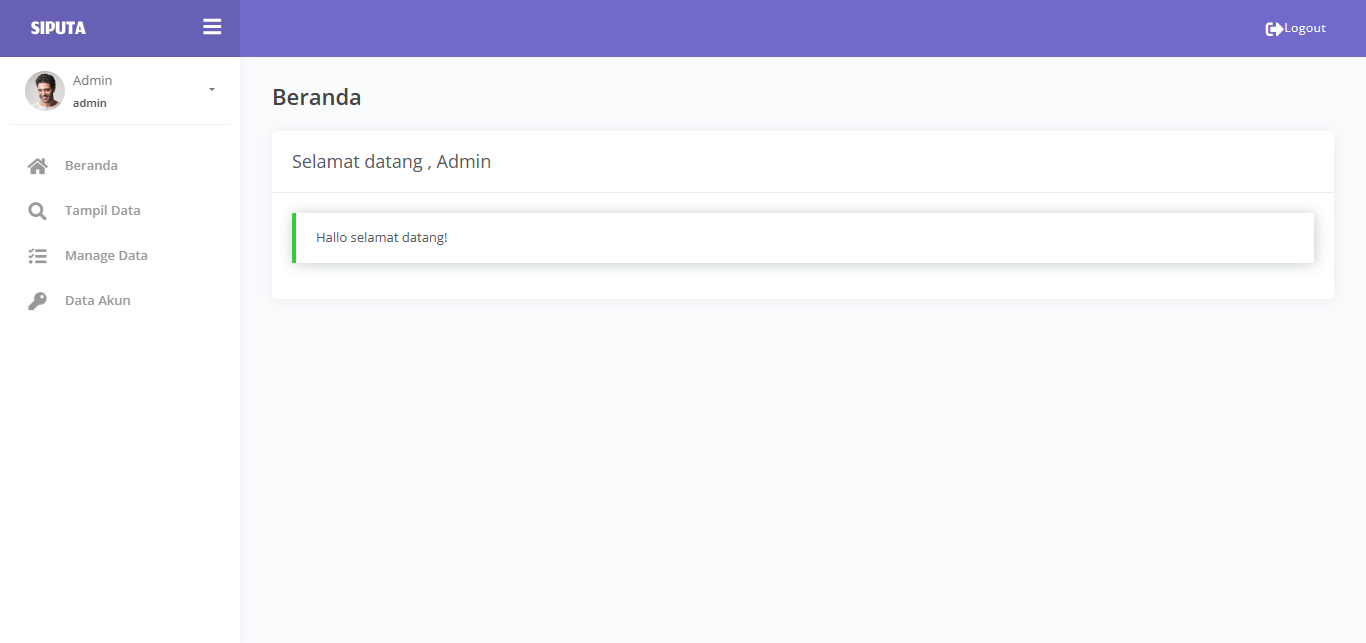 SIPUTA
Logout
Admin
admin
Beranda
Tampil Data
Manage Data
Data Akun
Beranda
Selamat datang , Admin
Hallo selamat datang!